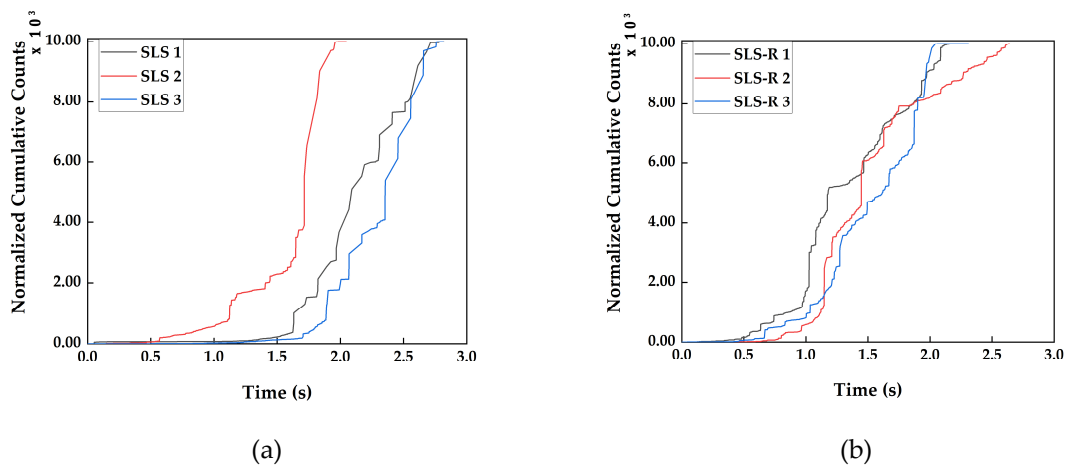 Normalized Cumulative Counts
x 10³
10.00
8.00
6.00
4.00
2.00
0.00
SLS 1
SLS 2
SLS 3
0.0 0.5 1.0 1.5 2.0 2.5 3.0
Time (s)
(a)
Normalized Cumulative Counts
x 10³
10.00
8.00
6.00
4.00
2.00
0.00
SLS-R 1
SLS-R 2
SLS-R 3
0.0 0.5 1.0 1.5 2.0 2.5 3.0
Time (s)
(b)